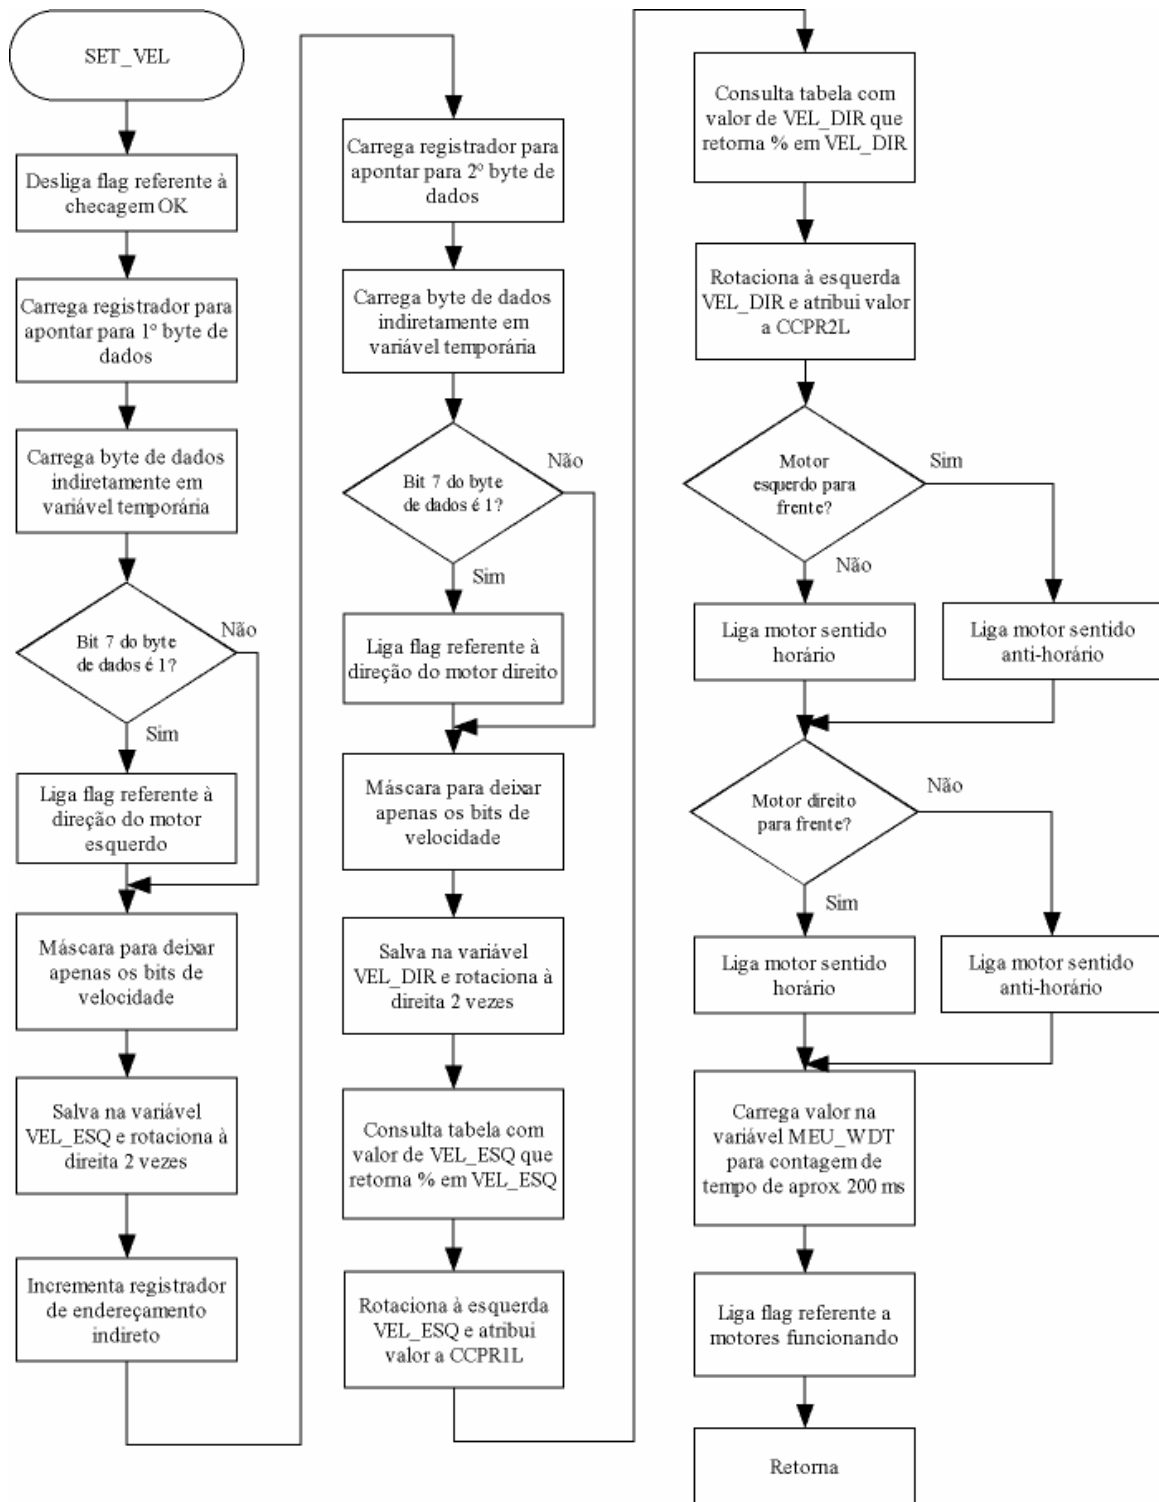 SET_VEL
Desliga flag referente à
checagem OK
Carrega registrador para
apontar para 1º byte de
dados
Carrega byte de dados
indiretamente em
variável temporária
Bit 7 do byte
de dados é 1?
Não
Sim
Liga flag referente à
direção do motor
esquerdo
Máscara para deixar
apenas os bits de
velocidade
Salva na variável
VEL_ESQ e rotaciona à
direita 2 vezes
Incrementa registrador
de endereçamento
indireto
Carrega registrador para
apontar para 2º byte de
dados
Carrega byte de dados
indiretamente em
variável temporária
Bit 7 do byte
de dados é 1?
Não
Sim
Liga flag referente à
direção do motor direito
Máscara para deixar
apenas os bits de
velocidade
Salva na variável
VEL_DIR e rotaciona à
direita 2 vezes
Consulta tabela com
valor de VEL_ESQ que
retorna % em VEL_ESQ
Rotaciona à esquerda
VEL_ESQ e atribui
valor a CCPR1L
Consulta tabela com
valor de VEL_DIR que
retorna % em VEL_DIR
Rotaciona à esquerda
VEL_DIR e atribui valor
a CCPR2L
Motor
esquerdo para
frente?
Sim
Não
Liga motor sentido
horário
Liga motor sentido
anti-horário
Motor direito
para frente?
Não
Sim
Liga motor sentido
horário
Liga motor sentido
anti-horário
Carrega valor na
variável MEU_WDT
para contagem de
tempo de aprox. 200 ms
Liga flag referente a
motores funcionando
Retorna